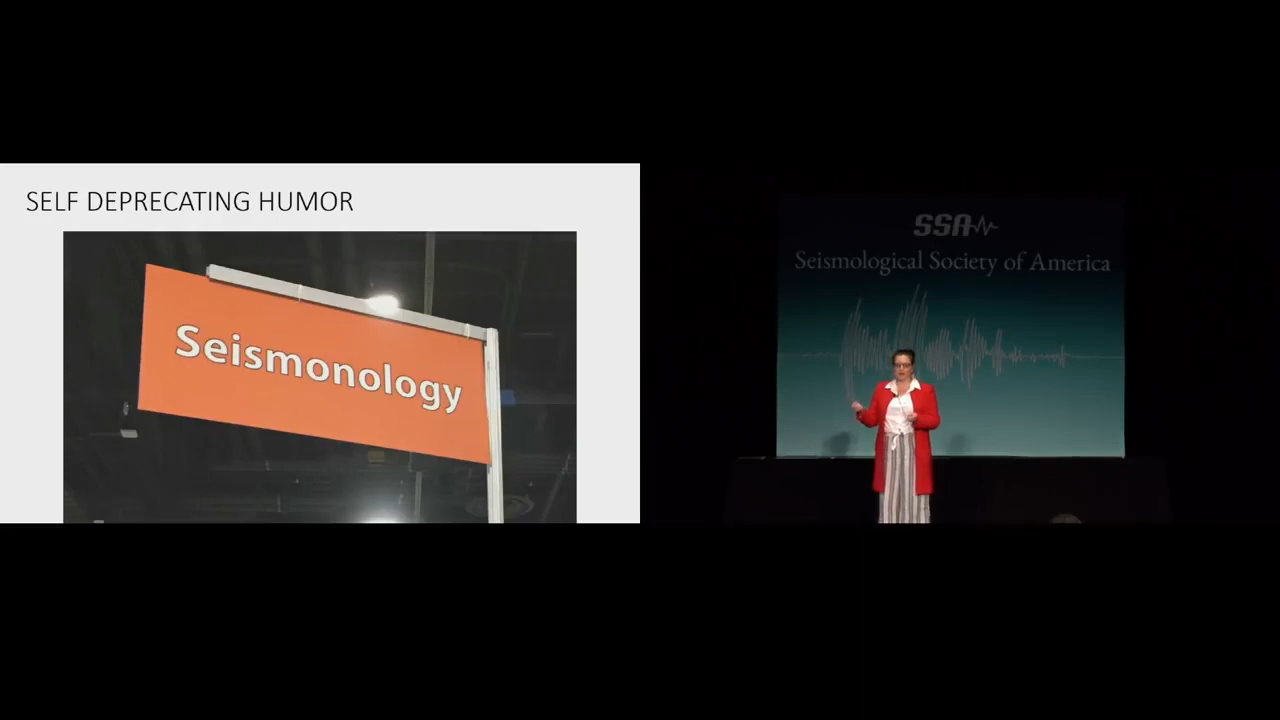 SELF DEPRECATING HUMOR
Seismonology
SSA
Seismological Society of America